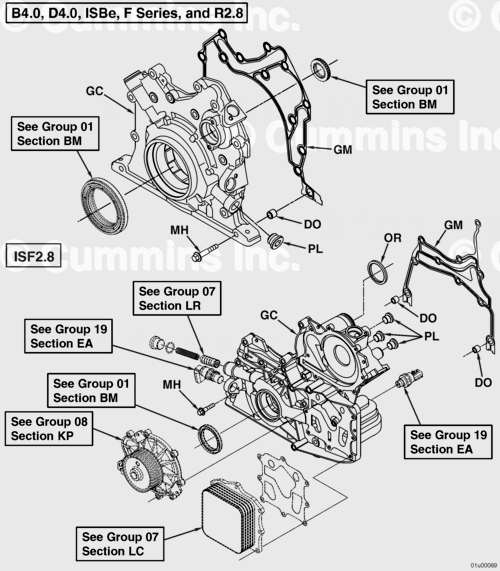 B4.0, D4.0, ISBe, F Series, and R2.8
GC
See Group 01
Section BM
See Group 01
Section BM
GM
MH
DO
PL
ISF2.8
OR
GM
See Group 07
Section LR
GC
DO
PL
See Group 19
Section EA
DO
See Group 01
Section BM
MH
See Group 08
Section KP
See Group 19
Section EA
See Group 07
Section LC
01u00069
© Cummins Inc.
© Cummins Inc.